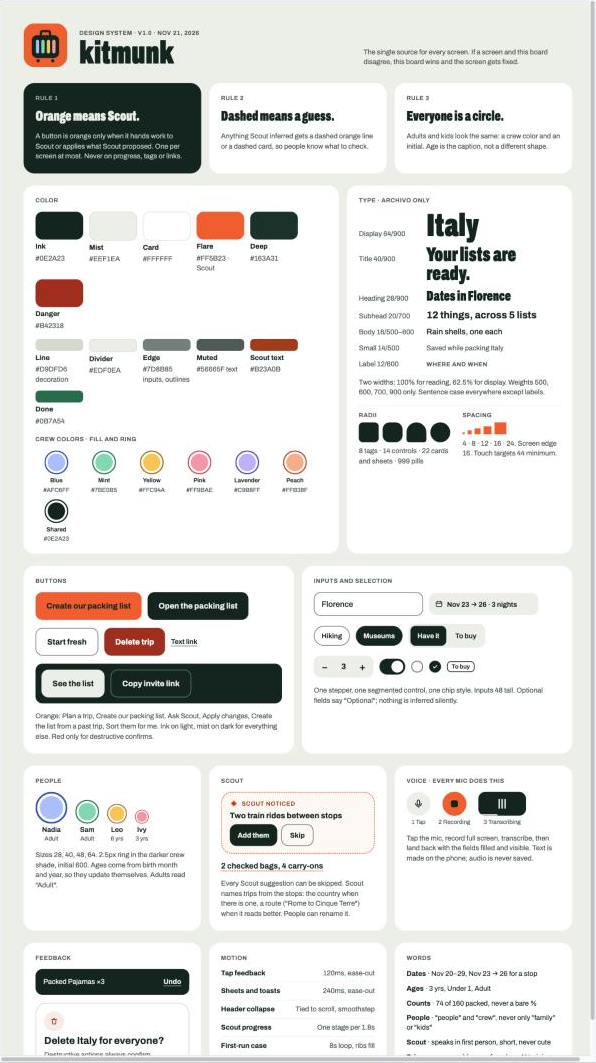 DESIGN SYSTEM · V1.0 · NOV 21, 2026
kitmunk
The single source for every screen. If a screen and this board
disagree, this board wins and the screen gets fixed.
RULE 1
Orange means Scout.
A button is orange only when it hands work to
Scout or applies what Scout proposed. One per
screen at most. Never on progress, tags or links.
RULE 2
Dashed means a guess.
Anything Scout inferred gets a dashed orange line
or a dashed card, so people know what to check.
RULE 3
Everyone is a circle.
Adults and kids look the same: a crew color and an
initial. Age is the caption, not a different shape.
COLOR
Ink
#0E2A23
Mist
#EEF1EA
Card
#FFFFFF
Flare
#FF5B23 ·
Scout
Deep
#163A31
Danger
#B42318
Line
#D9DFD6
decoration
Divider
#EDF0EA
Edge
#7D8B85
inputs, outlines
Muted
#56665F text
Scout text
#B23A0B
Done
#0B7A54
CREW COLORS · FILL AND RING
Blue
#AFC6FF
Mint
#7BE0B5
Yellow
#FFC94A
Pink
#FF9BAE
Lavender
#C9B8FF
Peach
#FFB38F
Shared
#0E2A23
TYPE · ARCHIVO ONLY
Display 64/900
Italy
Title 40/900
Your lists are
ready.
Heading 28/900
Dates in Florence
Subhead 20/700
12 things, across 5 lists
Body 16/500–600
Rain shells, one each
Small 14/500
Saved while packing Italy
Label 12/600
WHERE AND WHEN
Two widths: 100% for reading, 62.5% for display. Weights 500,
600, 700, 900 only. Sentence case everywhere except labels.
RADII
8 tags · 14 controls · 22 cards
and sheets · 999 pills
SPACING
4 · 8 · 12 · 16 · 24. Screen edge
16. Touch targets 44 minimum.
BUTTONS
Create our packing list
Open the packing list
Start fresh
Delete trip
Text link
See the list
Copy invite link
Orange: Plan a trip, Create our packing list, Ask Scout, Apply changes, Create
the list from a past trip, Sort them for me. Ink on light, mist on dark for everything
else. Red only for destructive confirms.
INPUTS AND SELECTION
Florence
Nov 23 → 26 · 3 nights
Hiking
Museums
Have it
To buy
− 3 +
To buy
One stepper, one segmented control, one chip style. Inputs 48 tall. Optional
fields say "Optional"; nothing is inferred silently.
PEOPLE
Nadia
Adult
Sam
Adult
Leo
6 yrs
Ivy
3 yrs
Sizes 28, 40, 48, 64. 2.5px ring in the darker crew
shade, initial 600. Ages come from birth month
and year, so they update themselves. Adults read
"Adult".
SCOUT
SCOUT NOTICED
Two train rides between stops
Add them
Skip
2 checked bags, 4 carry-ons
Every Scout suggestion can be skipped. Scout
names trips from the stops: the country when
there is one, a route ("Rome to Cinque Terre")
when it reads better. People can rename it.
VOICE · EVERY MIC DOES THIS
1 Tap
2 Recording
3 Transcribing
Tap the mic, record full screen, transcribe, then
land back with the fields filled and visible. Text is
made on the phone; audio is never saved.
FEEDBACK
Packed Pajamas ×3
Undo
Delete Italy for everyone?
MOTION
Tap feedback
120ms, ease-out
Sheets and toasts
240ms, ease-out
Header collapse
Tied to scroll, smoothstep
Scout progress
One stage per 1.8s
First-run case
8s loop, ribs fill
WORDS
Dates · Nov 20–29, Nov 23 → 26 for a stop
Ages · 3 yrs, Under 1, Adult
Counts · 74 of 160 packed, never a bare %
People · "people" and "crew", never only "family"
or "kids"
Scout · speaks in first person, short, never cute